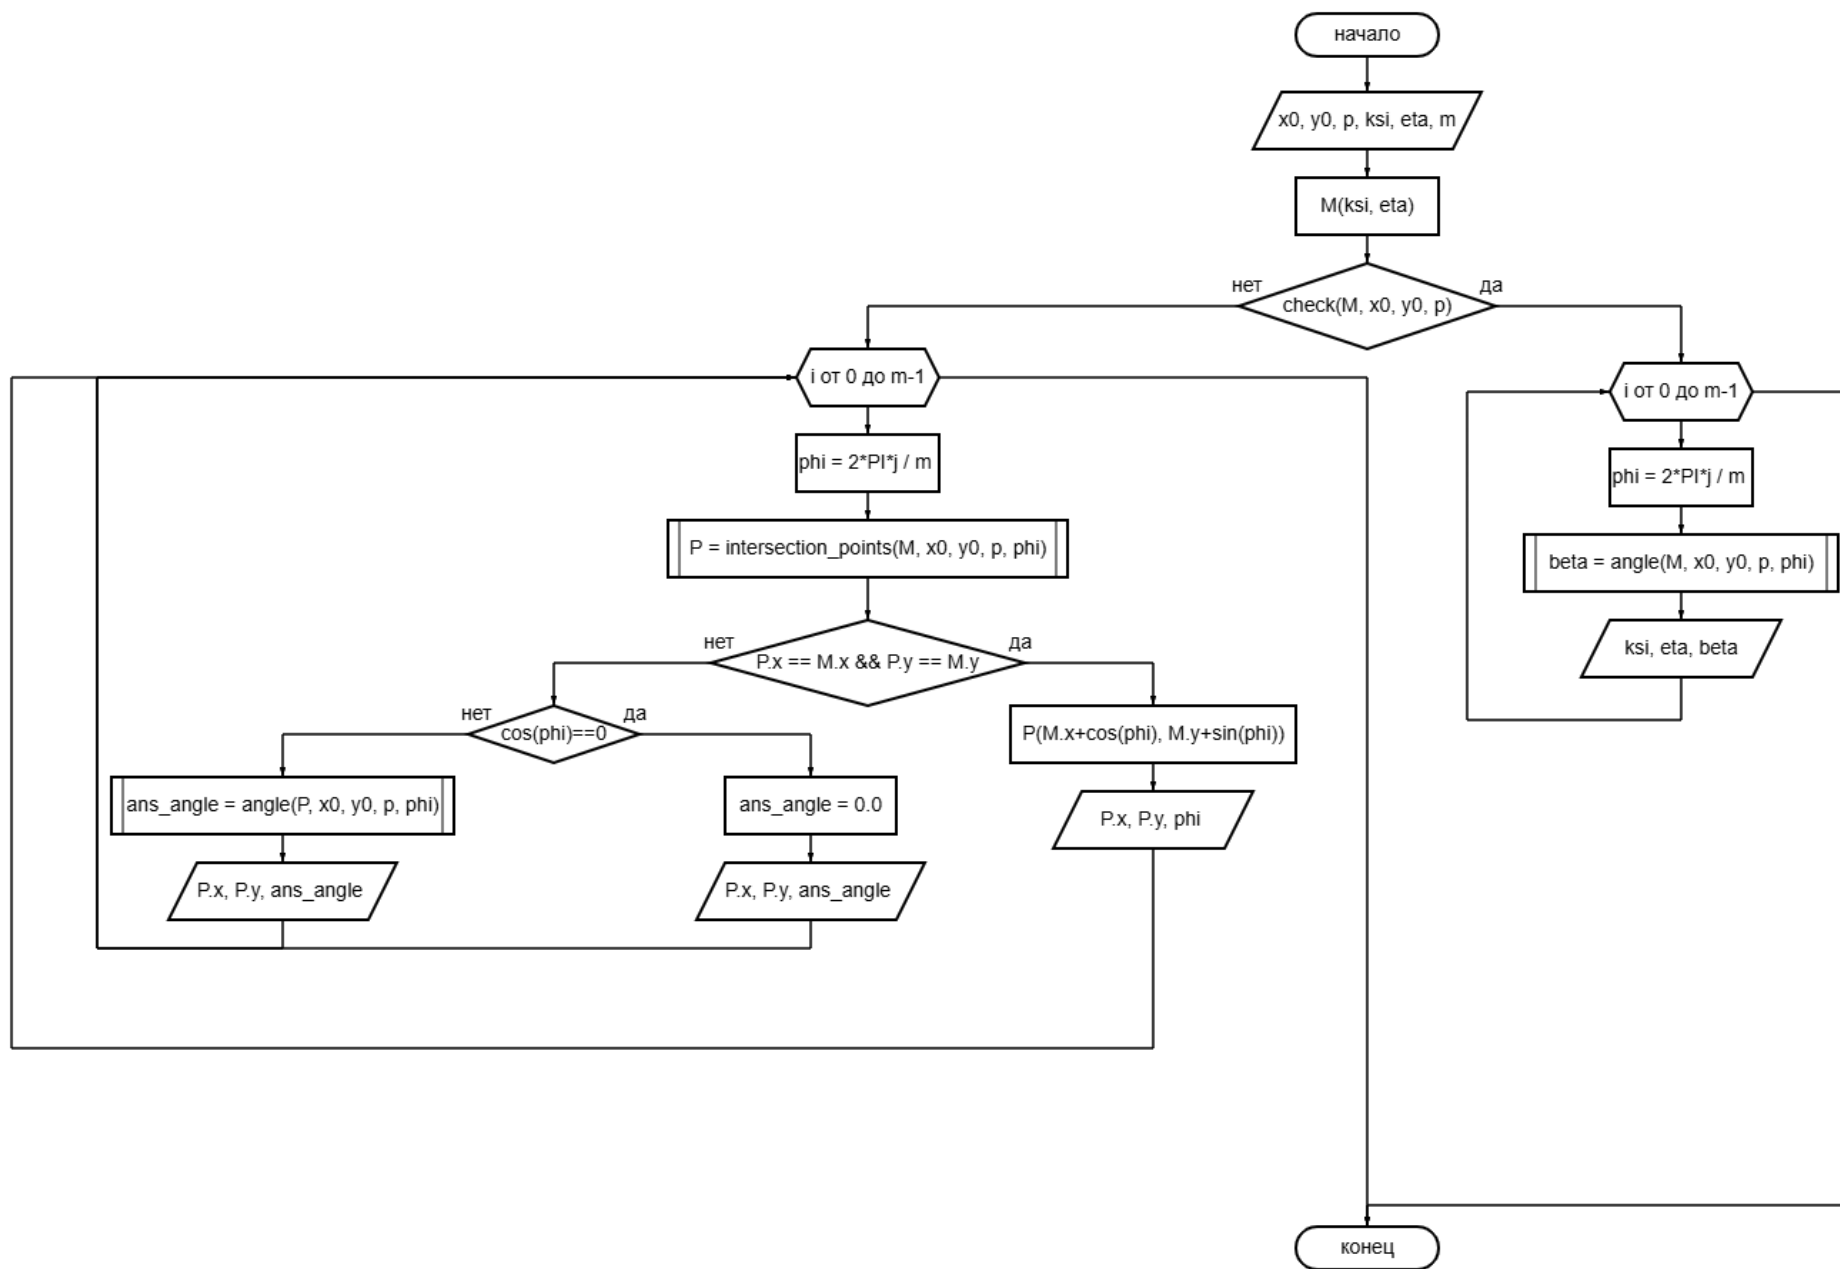 начало
x0, y0, p, ksi, eta, m
M(ksi, eta)
нет
check(M, x0, y0, p)
да
i от 0 до m-1
phi = 2*PI*j / m
P = intersection_points(M, x0, y0, p, phi)
нет
P.x == M.x && P.y == M.y
да
нет
cos(phi)==0
да
ans_angle = angle(P, x0, y0, p, phi)
P.x, P.y, ans_angle
ans_angle = 0.0
P.x, P.y, ans_angle
P(M.x+cos(phi), M.y+sin(phi))
P.x, P.y, phi
i от 0 до m-1
phi = 2*PI*j / m
beta = angle(M, x0, y0, p, phi)
ksi, eta, beta
конец